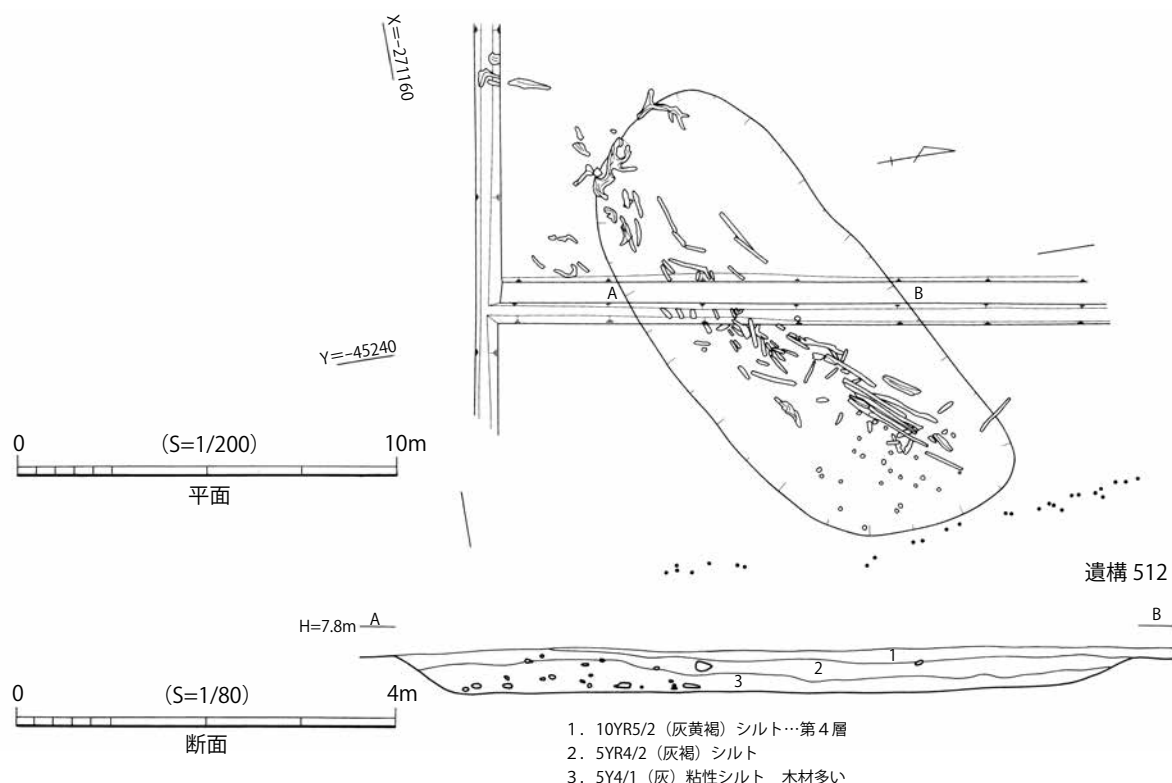 X=-271160
A
B
Y=-45240
0 (S=1/200) 10m
平面
遺構 512
H=7.8m A
B
1
2
3
0 (S=1/80) 4m
断面
1. 10YR5/2(灰黄褐)シルト…第４層
2. 5YR4/2(灰褐)シルト
3. 5Y4/1(灰)粘性シルト 木材多い